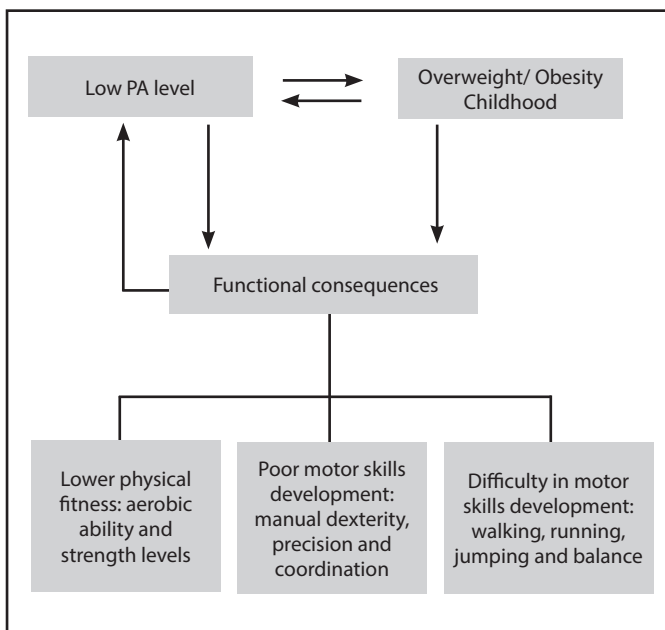 Low PA level
Overweight/ Obesity
Childhood
Functional consequences
Lower physical
fitness: aerobic
ability and
strength levels
Poor motor skills
development:
manual dexterity,
precision and
coordination
Difficulty in motor
skills development:
walking, running,
jumping and balance